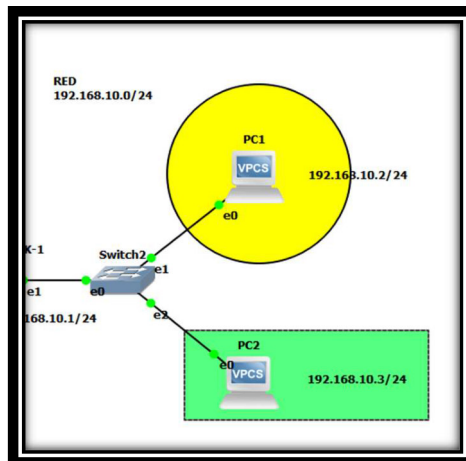 RED
192.168.10.0/24
PC1
VPCS
192.168.10.2/24
e0
X-1
Switch2
e1
e1
e0
168.10.1/24
e2
PC2
e0
VPCS
192.168.10.3/24